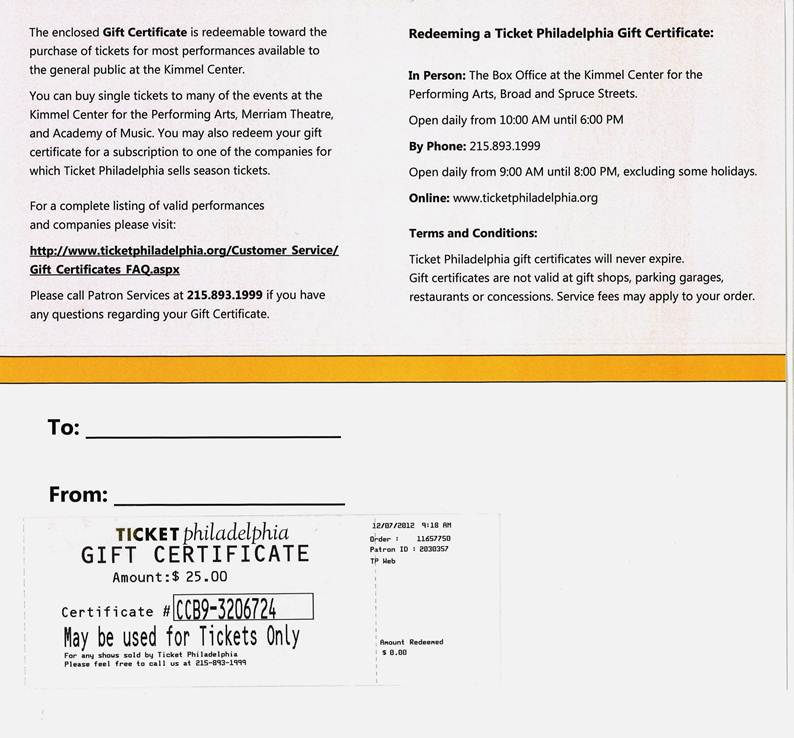 The enclosed Gift Certificate is redeemable toward the
purchase of tickets for most performances available to
the general public at the Kimmel Center.
You can buy single tickets to many of the events at the
Kimmel Center for the Performing Arts, Merriam Theatre,
and Academy of Music. You may also redeem your gift
certificate for a subscription to one of the companies for
which Ticket Philadelphia sells season tickets.
For a complete listing of valid performances
and companies please visit:
http://www.ticketphiladelphia.org/Customer_Service/
Gift_Certificates_FAQ.aspx
Please call Patron Services at 215.893.1999 if you have
any questions regarding your Gift Certificate.
Redeeming a Ticket Philadelphia Gift Certificate:
In Person: The Box Office at the Kimmel Center for the
Performing Arts, Broad and Spruce Streets.
Open daily from 10:00 AM until 6:00 PM
By Phone: 215.893.1999
Open daily from 9:00 AM until 8:00 PM, excluding some holidays.
Online: www.ticketphiladelphia.org
Terms and Conditions:
Ticket Philadelphia gift certificates will never expire.
Gift certificates are not valid at gift shops, parking garages,
restaurants or concessions. Service fees may apply to your order.
To:
From:
TICKET philadelphia
GIFT CERTIFICATE
Amount:$ 25.00
Certificate #CCB9-3206724
May be used for Tickets Only
For any shows sold by Ticket Philadelphia
Please feel free to call us at 215-893-1999
12/07/2012 9:18 AM
Order : 11657750
Patron ID : 2030357
TP Web
Amount Redeemed
$ 0.00